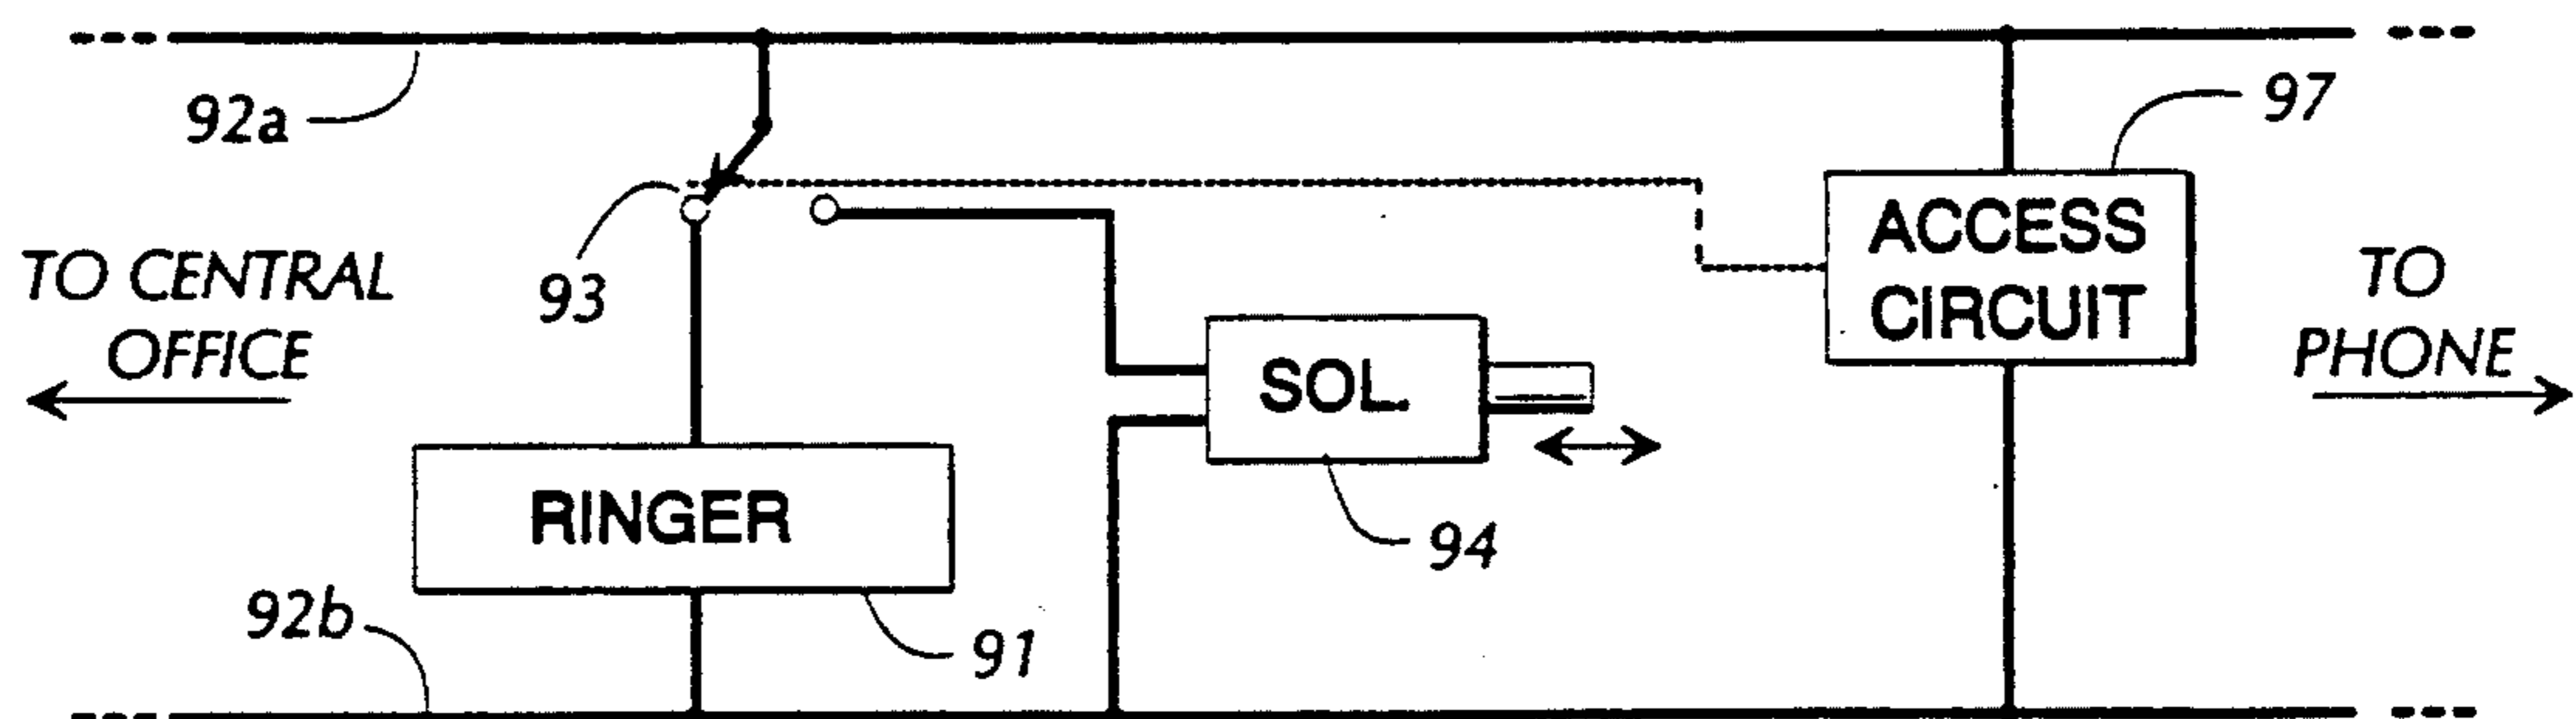 92a
97
TO CENTRAL
OFFICE
93
ACCESS
CIRCUIT
TO
PHONE
SOL.
94
RINGER
92b
91